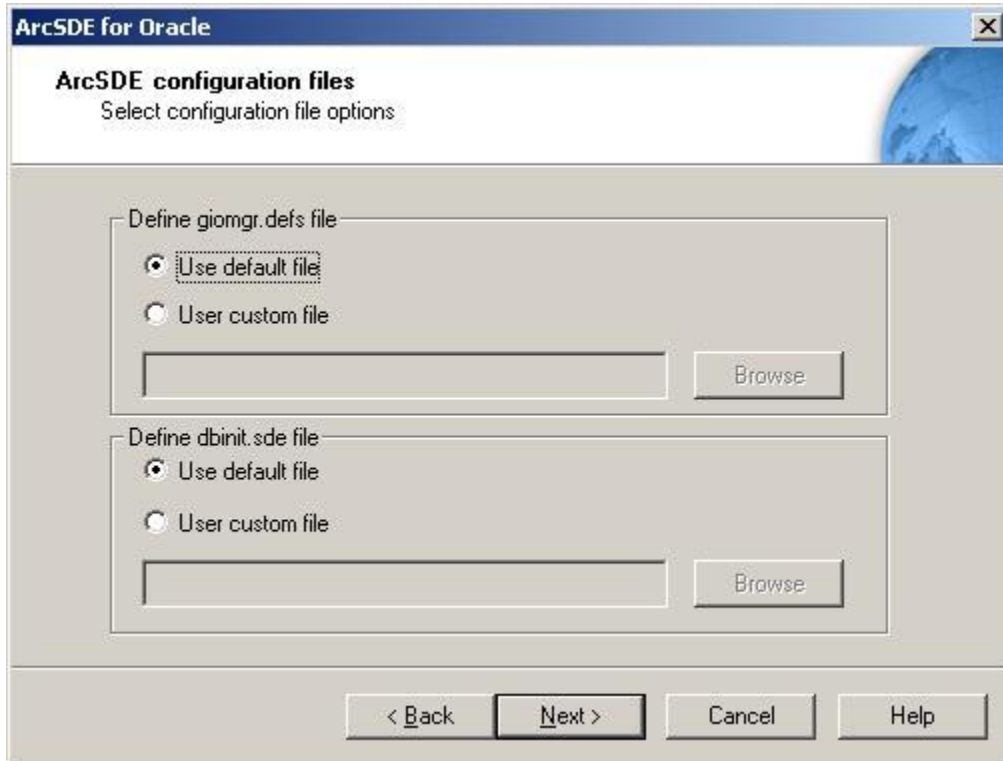 ArcSDE for Oracle
ArcSDE configuration files
Select configuration file options
Define giomgr.defs file
Use default file
User custom file
Browse
Define dbinit.sde file
Use default file
User custom file
Browse
< Back
Next >
Cancel
Help